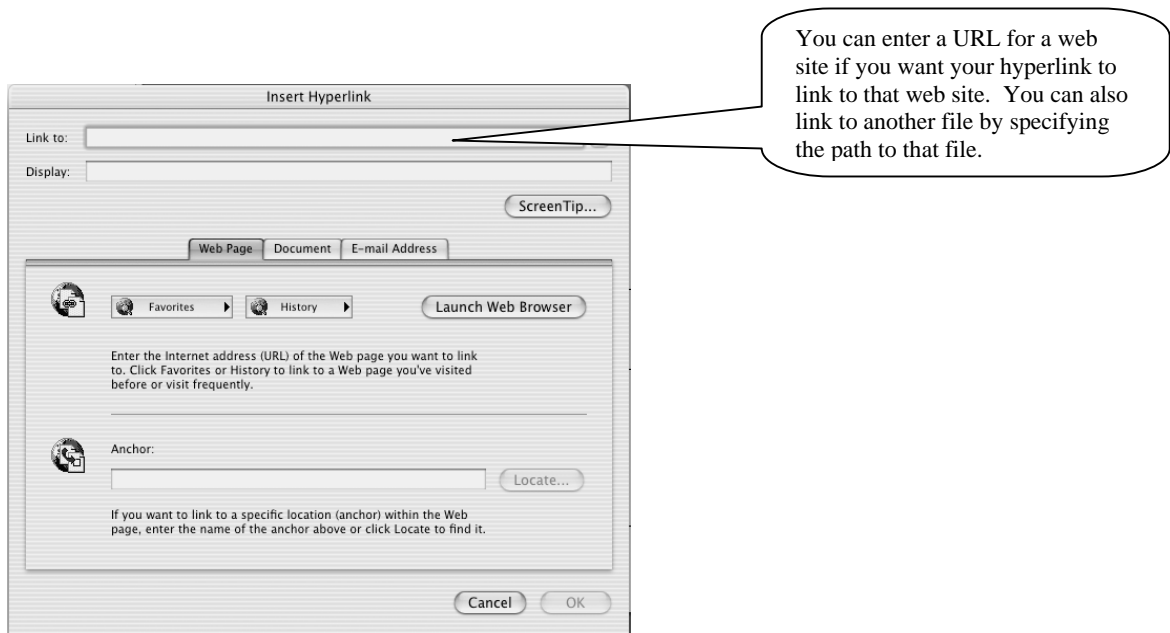 You can enter a URL for a web
site if you want your hyperlink to
link to that web site. You can also
link to another file by specifying
the path to that file.
Insert Hyperlink
Link to:
Display:
ScreenTip...
Web Page Document E-mail Address
Favorites History Launch Web Browser
Enter the Internet address (URL) of the Web page you want to link
to. Click Favorites or History to link to a Web page you've visited
before or visit frequently.
Anchor:
Locate...
If you want to link to a specific location (anchor) within the Web
page, enter the name of the anchor above or click Locate to find it.
Cancel OK